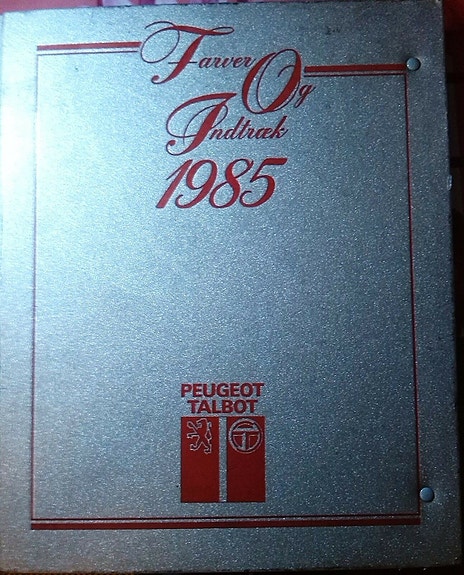 Farver Og
Indtræk
1985
PEUGEOT
TALBOT